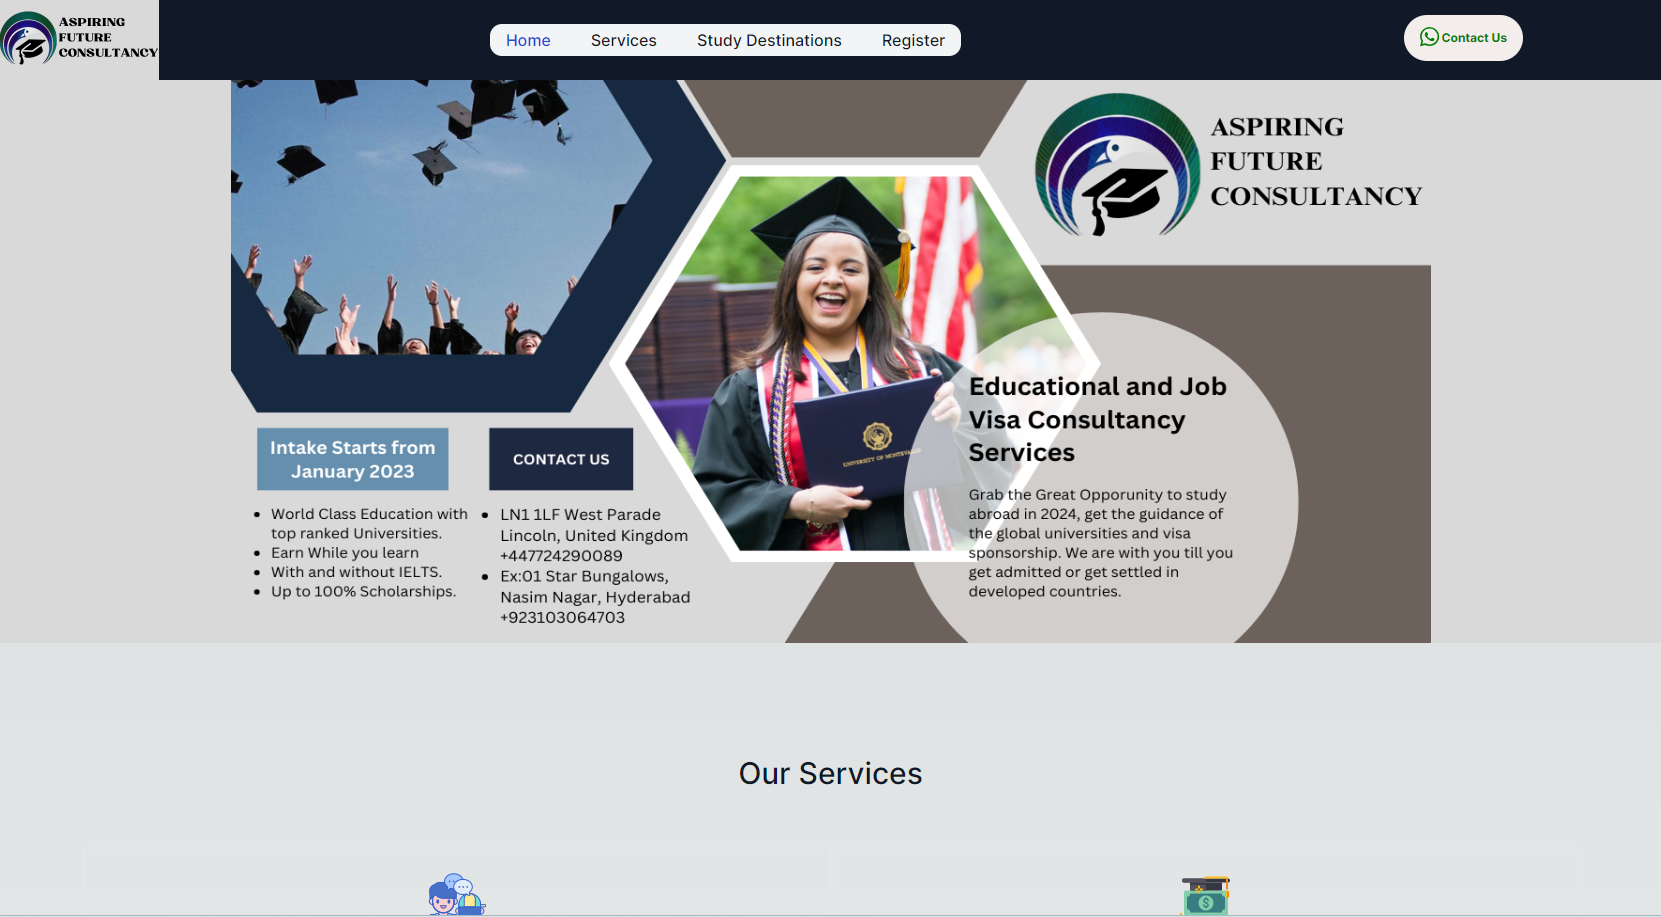 ASPIRING
FUTURE
CONSULTANCY
Home
Services
Study Destinations
Register
Contact Us
ASPIRING
FUTURE
CONSULTANCY
UNIVERSITY OF MONTEVALLO
Educational and Job
Visa Consultancy
Services
Grab the Great Opporunity to study
abroad in 2024, get the guidance of
the global universities and visa
sponsorship. We are with you till you
get admitted or get settled in
developed countries.
Intake Starts from
January 2023
World Class Education with
top ranked Universities.
Earn While you learn
With and without IELTS.
Up to 100% Scholarships.
CONTACT US
LN1 1LF West Parade
Lincoln, United Kingdom
+447724290089
Ex:01 Star Bungalows,
Nasim Nagar, Hyderabad
+923103064703
Our Services